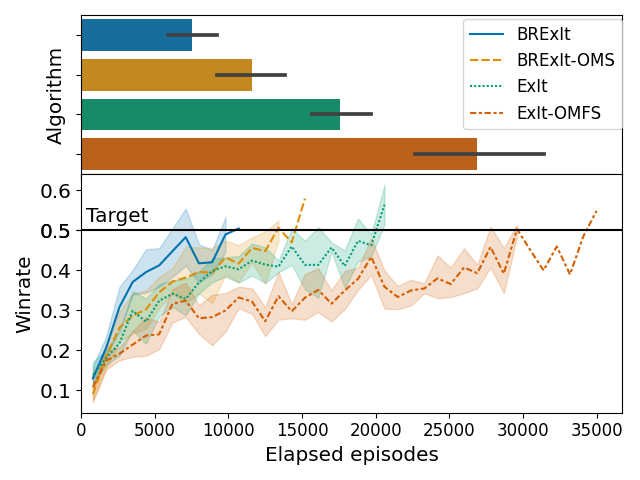 Algorithm
BRExIt
BRExIt-OMS
ExIt
ExIt-OMFS
Winrate
0.6
0.5
0.4
0.3
0.2
0.1
Target
0 5000 10000 15000 20000 25000 30000 35000
Elapsed episodes